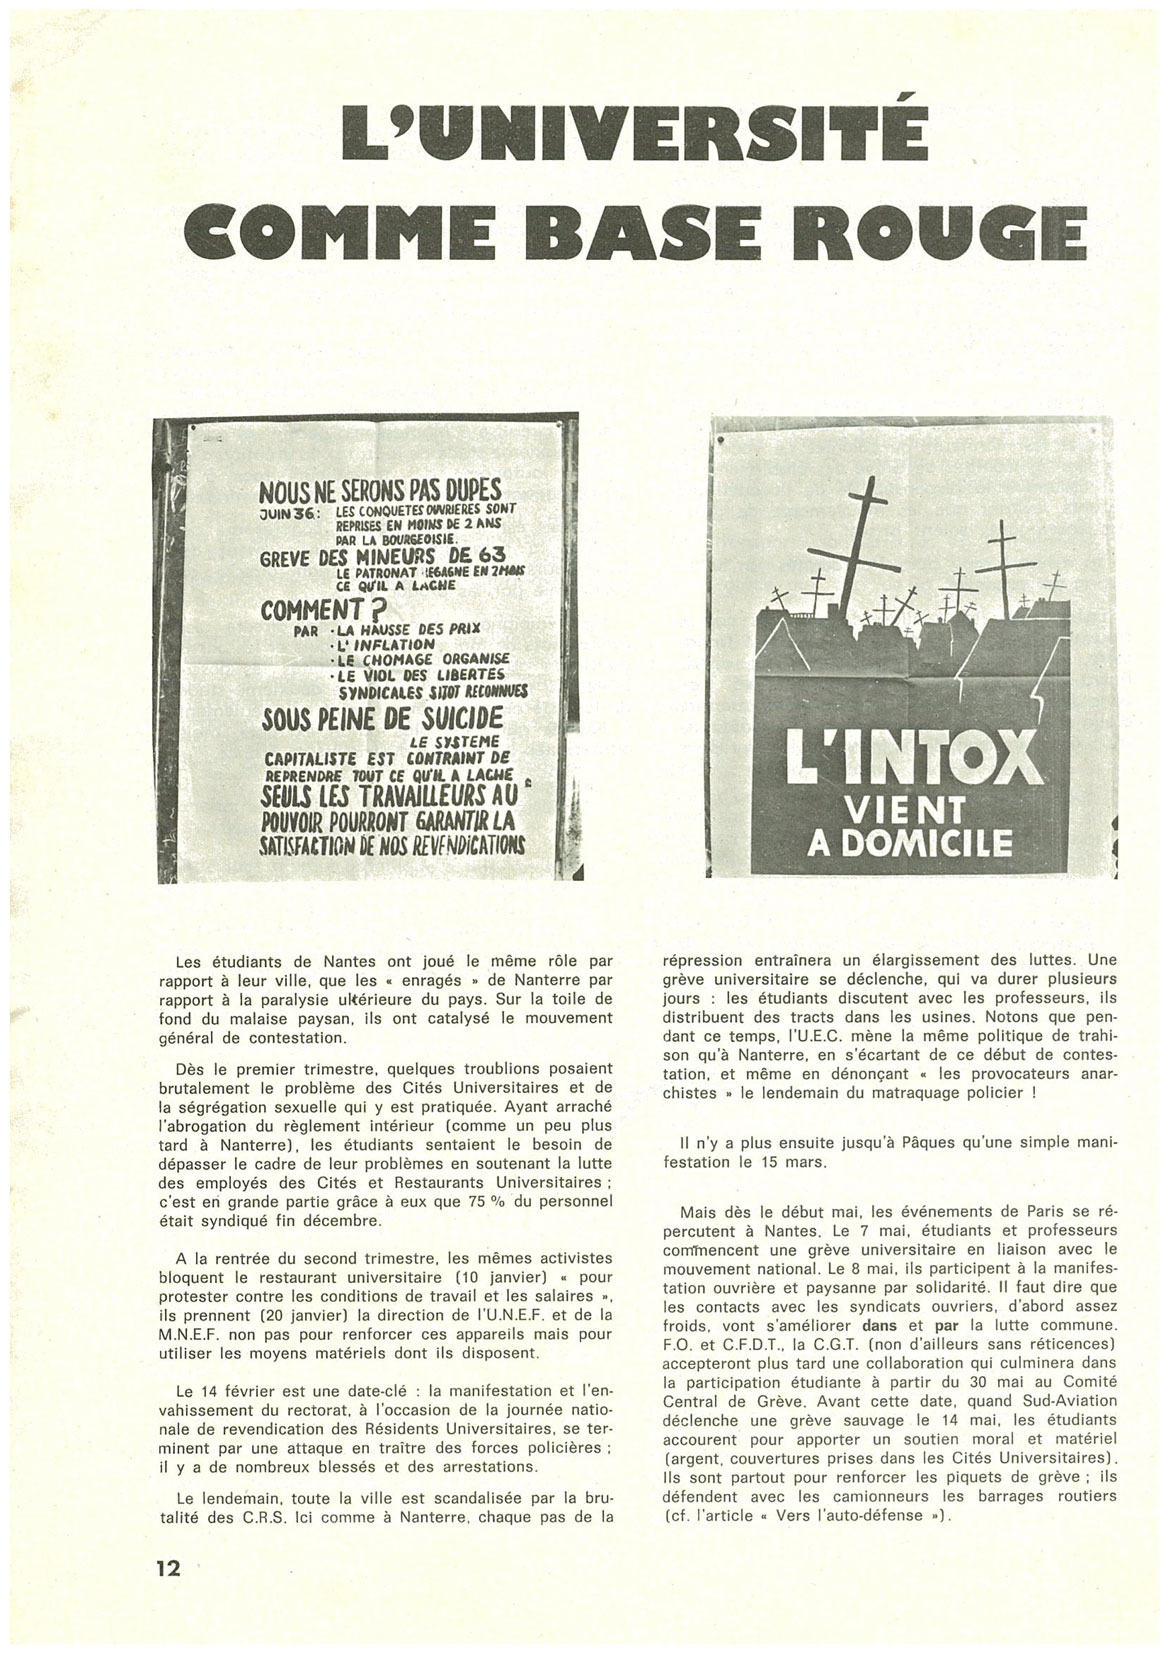 L'UNIVERSITÉ
COMME BASE ROUGE
NOUS NE SERONS PAS DUPES
JUIN 36: LES CONQUETES OUVRIERES SONT
REPRISES EN MOINS DE 2 ANS
PAR LA BOURGEOISIE.
GREVE DES MINEURS DE 63
LE PATRONAT REGAGNE EN 2 MOIS
CE QU'IL A LACHE
COMMENT ?
PAR • LA HAUSSE DES PRIX
• L'INFLATION
• LE CHOMAGE ORGANISE
• LE VIOL DES LIBERTES
SYNDICALES SITOT RECONNUES
SOUS PEINE DE SUICIDE
LE SYSTEME
CAPITALISTE EST CONTRAINT DE
REPRENDRE TOUT CE QU'IL A LACHE
SEULS LES TRAVAILLEURS AU
POUVOIR POURRONT GARANTIR LA
SATISFACTION DE NOS REVENDICATIONS
L'INTOX
VIENT
A DOMICILE
Les étudiants de Nantes ont joué le même rôle par
rapport à leur ville, que les « enragés » de Nanterre par
rapport à la paralysie ultérieure du pays. Sur la toile de
fond du malaise paysan, ils ont catalysé le mouvement
général de contestation.
Dès le premier trimestre, quelques troublions posaient
brutalement le problème des Cités Universitaires et de
la ségrégation sexuelle qui y est pratiquée. Ayant arraché
l'abrogation du règlement intérieur (comme un peu plus
tard à Nanterre), les étudiants sentaient le besoin de
dépasser le cadre de leur problèmes en soutenant la lutte
des employés des Cités et Restaurants Universitaires ;
c'est en grande partie grâce à eux que 75 % du personnel
était syndiqué fin décembre.
A la rentrée du second trimestre, les mêmes activistes
bloquent le restaurant universitaire (10 janvier) « pour
protester contre les conditions de travail et les salaires »,
ils prennent (20 janvier) la direction de l'U.N.E.F. et de la
M.N.E.F. non pas pour renforcer ces appareils mais pour
utiliser les moyens matériels dont ils disposent.
Le 14 février est une date-clé : la manifestation et l'en-
vahissement du rectorat, à l'occasion de la journée natio-
nale de revendication des Résidents Universitaires, se ter-
minent par une attaque en traître des forces policières ;
il y a de nombreux blessés et des arrestations.
Le lendemain, toute la ville est scandalisée par la bru-
talité des C.R.S. Ici comme à Nanterre, chaque pas de la
répression entraînera un élargissement des luttes. Une
grève universitaire se déclenche, qui va durer plusieurs
jours : les étudiants discutent avec les professeurs, ils
distribuent des tracts dans les usines. Notons que pen-
dant ce temps, l'U.E.C. mène la même politique de trahi-
son qu'à Nanterre, en s'écartant de ce début de contes-
tation, et même en dénonçant « les provocateurs anar-
chistes » le lendemain du matraquage policier !
Il n'y a plus ensuite jusqu'à Pâques qu'une simple mani-
festation le 15 mars.
Mais dès le début mai, les événements de Paris se ré-
percutent à Nantes. Le 7 mai, étudiants et professeurs
commencent une grève universitaire en liaison avec le
mouvement national. Le 8 mai, ils participent à la manifes-
tation ouvrière et paysanne par solidarité. Il faut dire que
les contacts avec les syndicats ouvriers, d'abord assez
froids, vont s'améliorer dans et par la lutte commune.
F.O. et C.F.D.T., la C.G.T. (non d'ailleurs sans réticences)
accepteront plus tard une collaboration qui culminera dans
la participation étudiante à partir du 30 mai au Comité
Central de Grève. Avant cette date, quand Sud-Aviation
déclenche une grève sauvage le 14 mai, les étudiants
accourent pour apporter un soutien moral et matériel
(argent, couvertures prises dans les Cités Universitaires).
Ils sont partout pour renforcer les piquets de grève ; ils
défendent avec les camionneurs les barrages routiers
(cf. l'article « Vers l'auto-défense »).
12